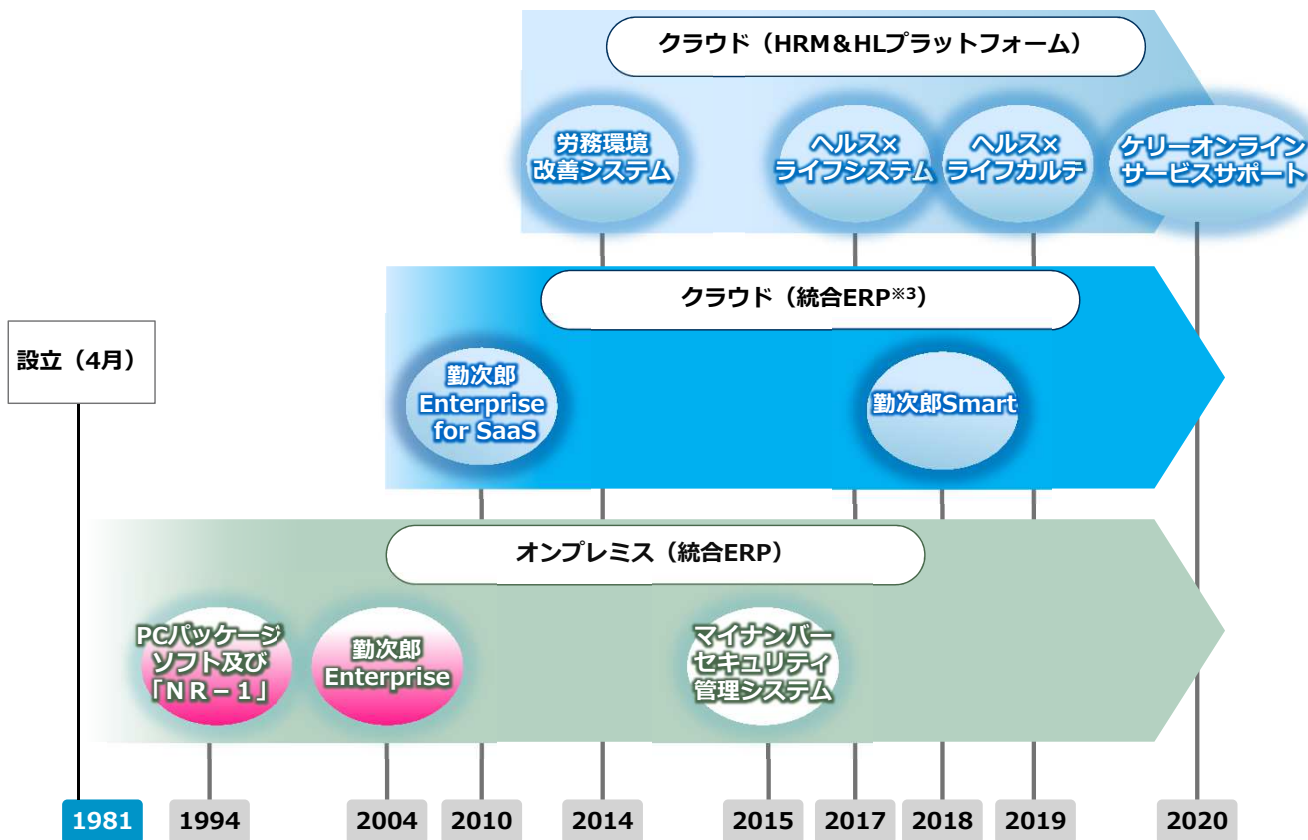 クラウド（HRM＆HLプラットフォーム）
労務環境
改善システム
ヘルス×
ライフシステム
ヘルス×
ライフカルテ
ケリーオンライン
サービスサポート
クラウド（統合ERP※3）
設立（4月）
勤次郎
Enterprise
for SaaS
勤次郎Smart
オンプレミス（統合ERP）
PCパッケージ
ソフト及び
「ＮＲ－１」
勤次郎
Enterprise
マイナンバー
セキュリティ
管理システム
1981
1994
2004
2010
2014
2015
2017
2018
2019
2020